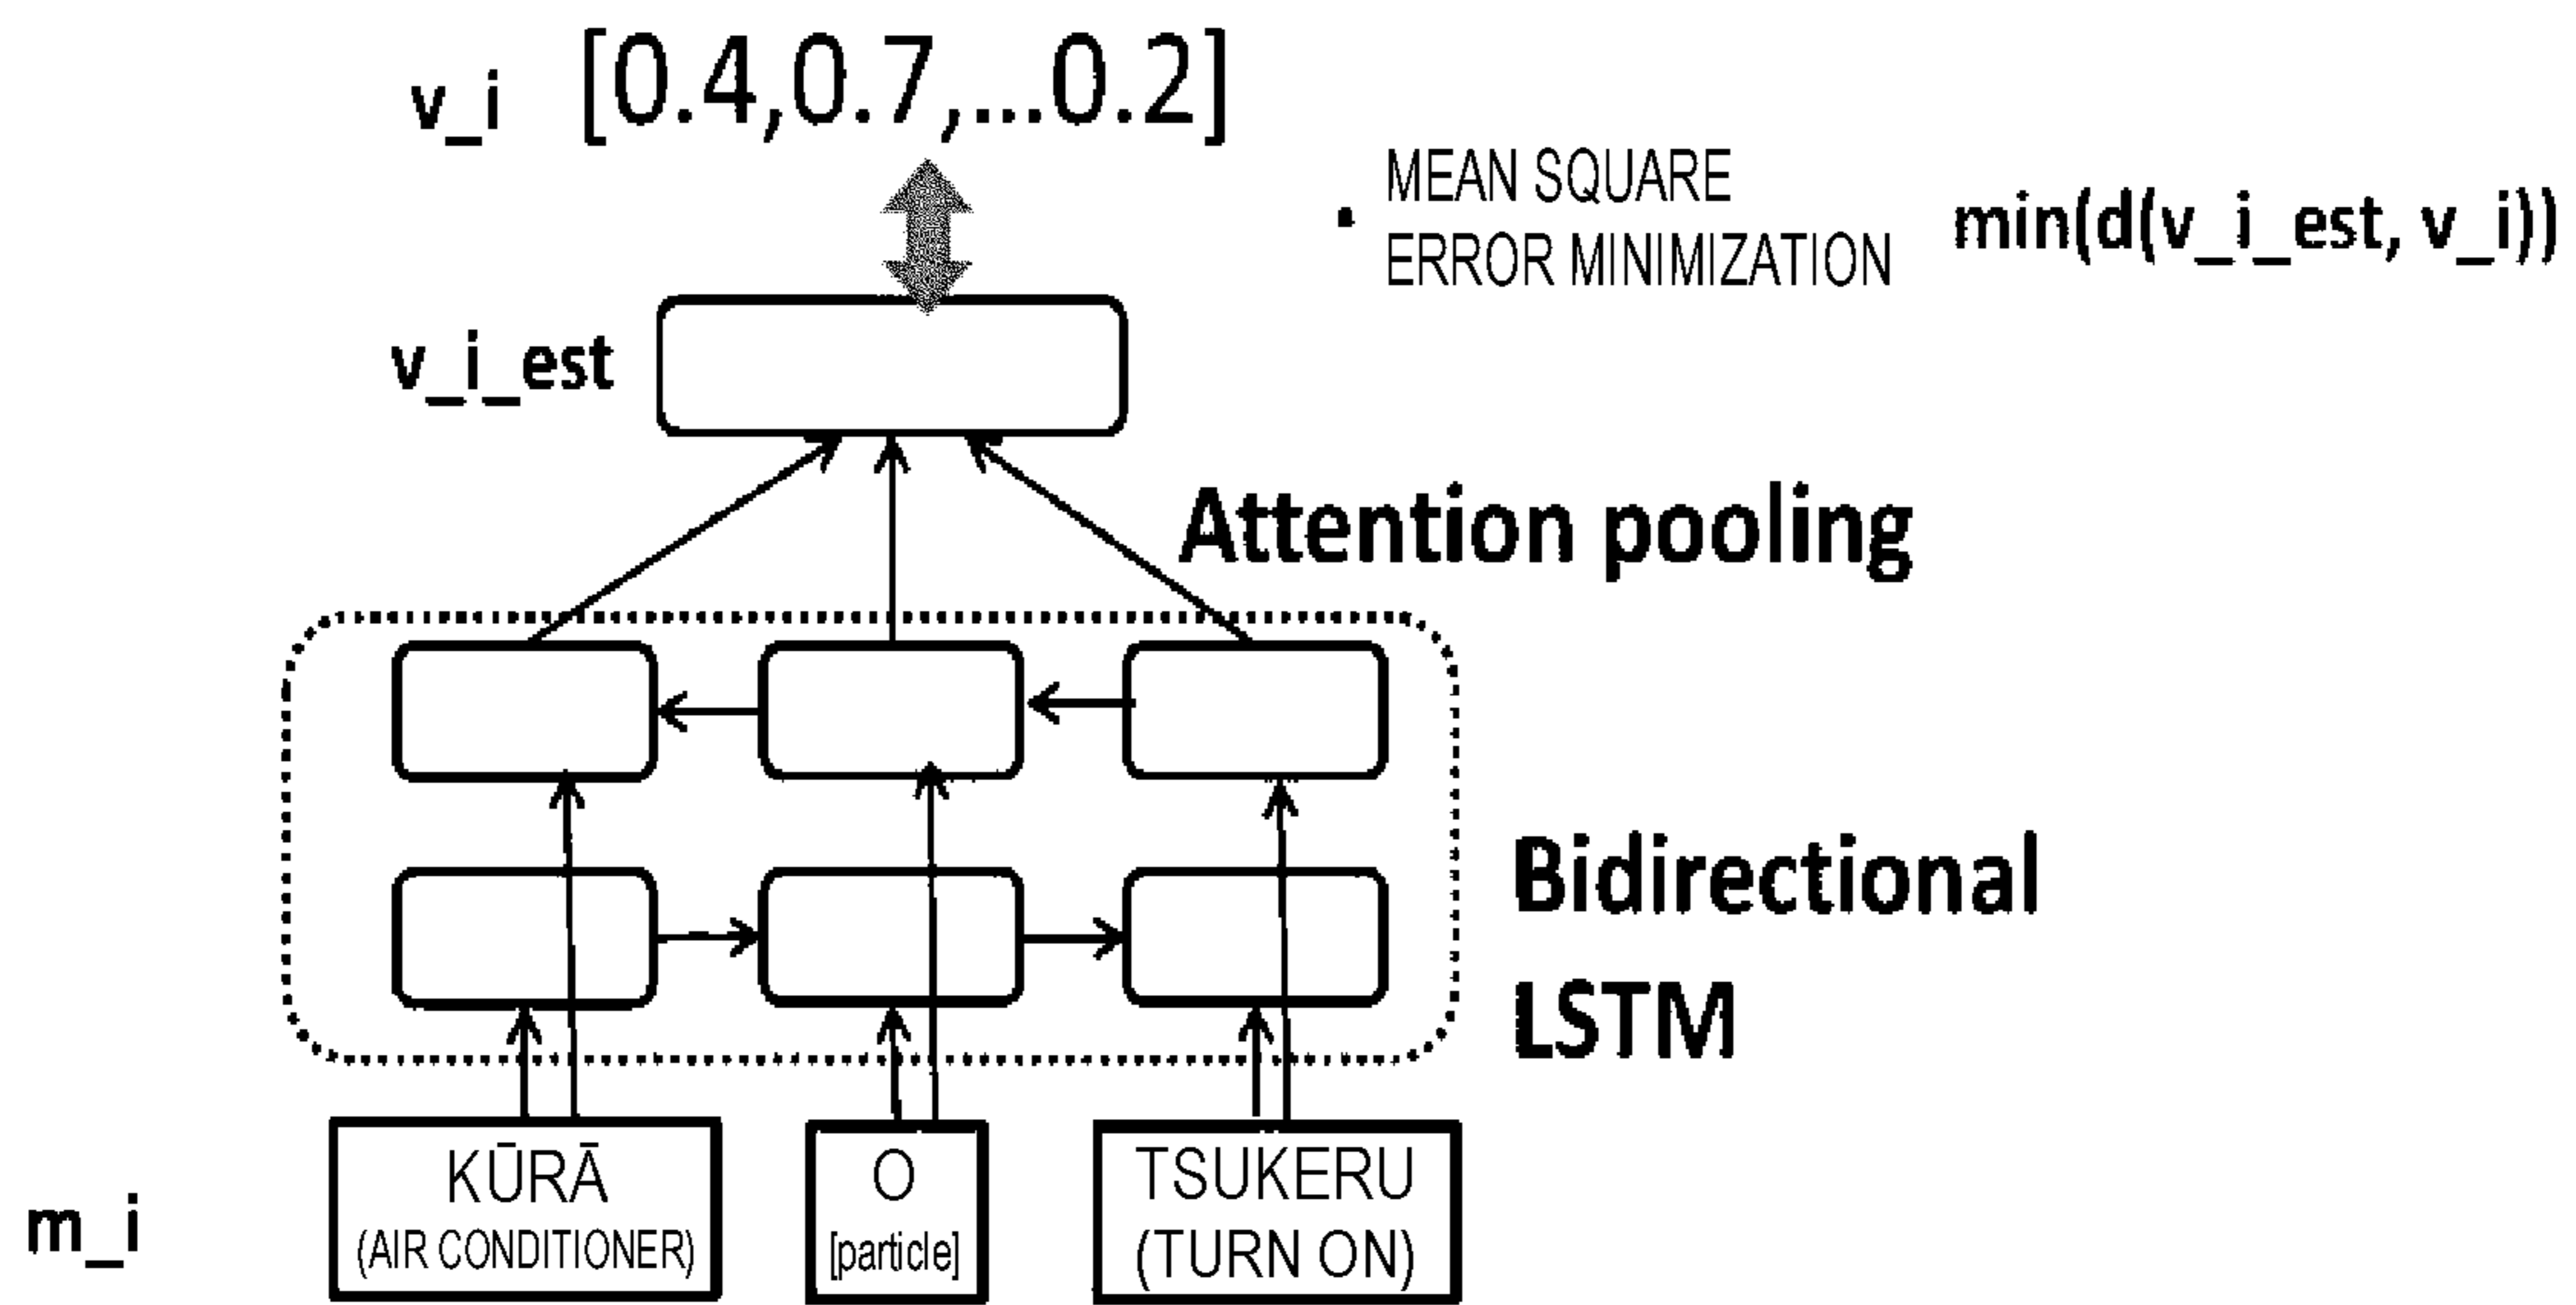 v_i [0.4,0.7,...0.2]
• MEAN SQUARE
ERROR MINIMIZATION min(d(v_i_est, v_i))
v_i_est
Attention pooling
Bidirectional
LSTM
m_i
KŪRĀ
(AIR CONDITIONER)
O
[particle]
TSUKERU
(TURN ON)